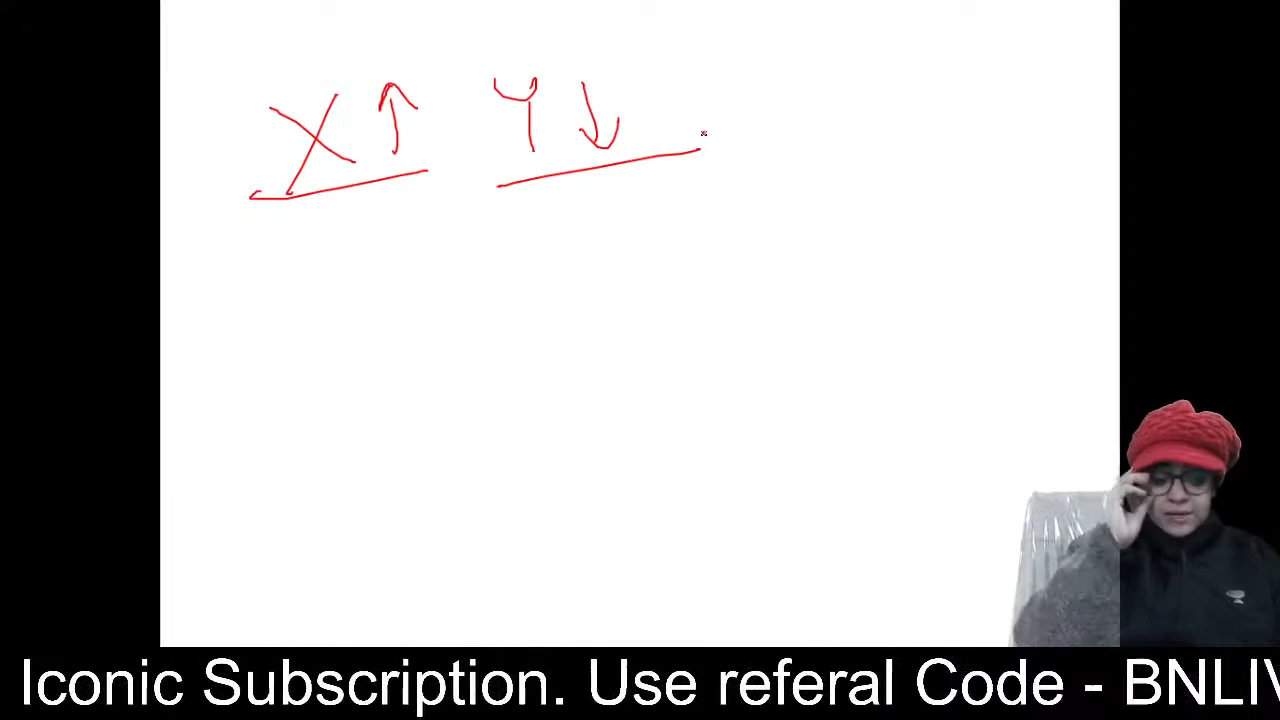 X ↑ Y ↓
Iconic Subscription. Use referal Code - BNLIV